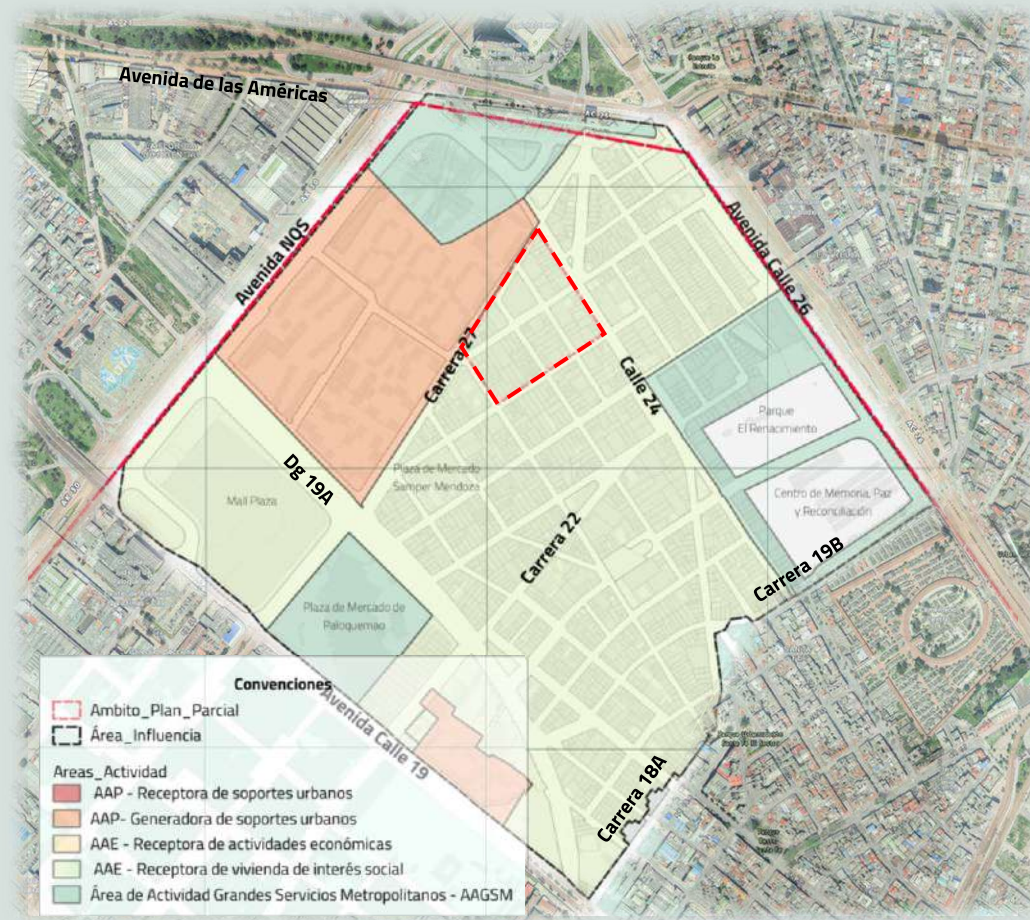 Avenida de las Américas
Avenida NQS
Avenida Calle 26
Carrera 27
Calle 24
Parque
El Renacimiento
Dg 19A
Plaza de Mercado
Samper Mendoza
Mall Plaza
Centro de Memoria, Paz
y Reconciliación
Carrera 22
Carrera 19B
Plaza de Mercado de
Paloquemao
Avenida Calle 19
Carrera 18A
Convenciones
Ambito_Plan_Parcial
Área_Influencia
Areas_Actividad
AAP - Receptora de soportes urbanos
AAP- Generadora de soportes urbanos
AAE - Receptora de actividades económicas
AAE - Receptora de vivienda de interés social
Área de Actividad Grandes Servicios Metropolitanos - AAGSM